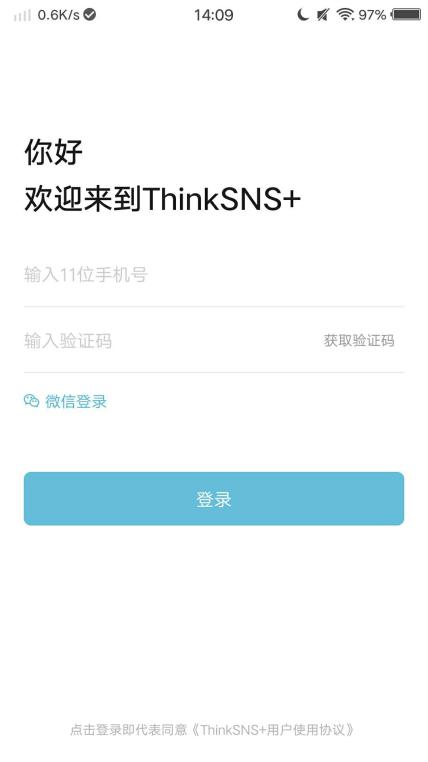 0.6K/s 14:09 97%
你好
欢迎来到ThinkSNS+
输入11位手机号
输入验证码 获取验证码
微信登录
登录
点击登录即代表同意《ThinkSNS+用户使用协议》